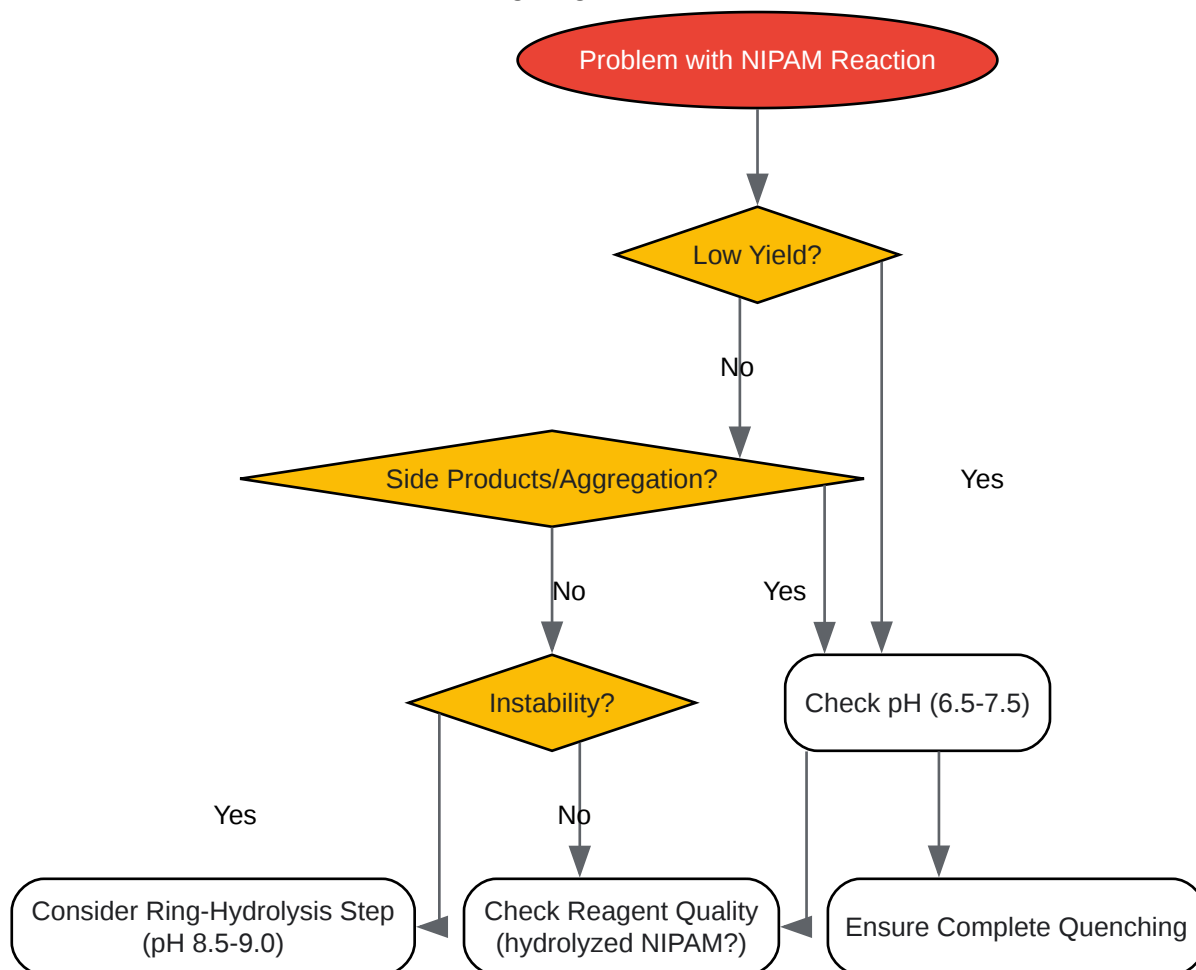 Problem with NIPAM Reaction
Low Yield?
No
Side Products/Aggregation?
Yes
No
Yes
Instability?
Check pH (6.5-7.5)
Yes
No
Consider Ring-Hydrolysis Step
(pH 8.5-9.0)
Check Reagent Quality
(hydrolyzed NIPAM?)
Ensure Complete Quenching